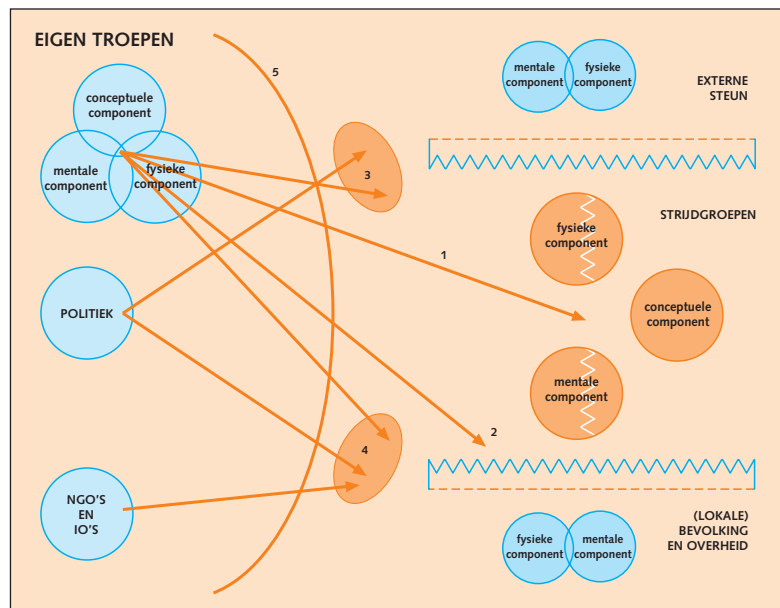 EIGEN TROEPEN
conceptuele
component
mentale
component
fysieke
component
POLITIEK
NGO'S
EN
IO'S
5
3
1
4
2
mentale
component
fysieke
component
EXTERNE
STEUN
STRIJDGROEPEN
fysieke
component
conceptuele
component
mentale
component
(LOKALE)
BEVOLKING
EN OVERHEID
fysieke
component
mentale
component